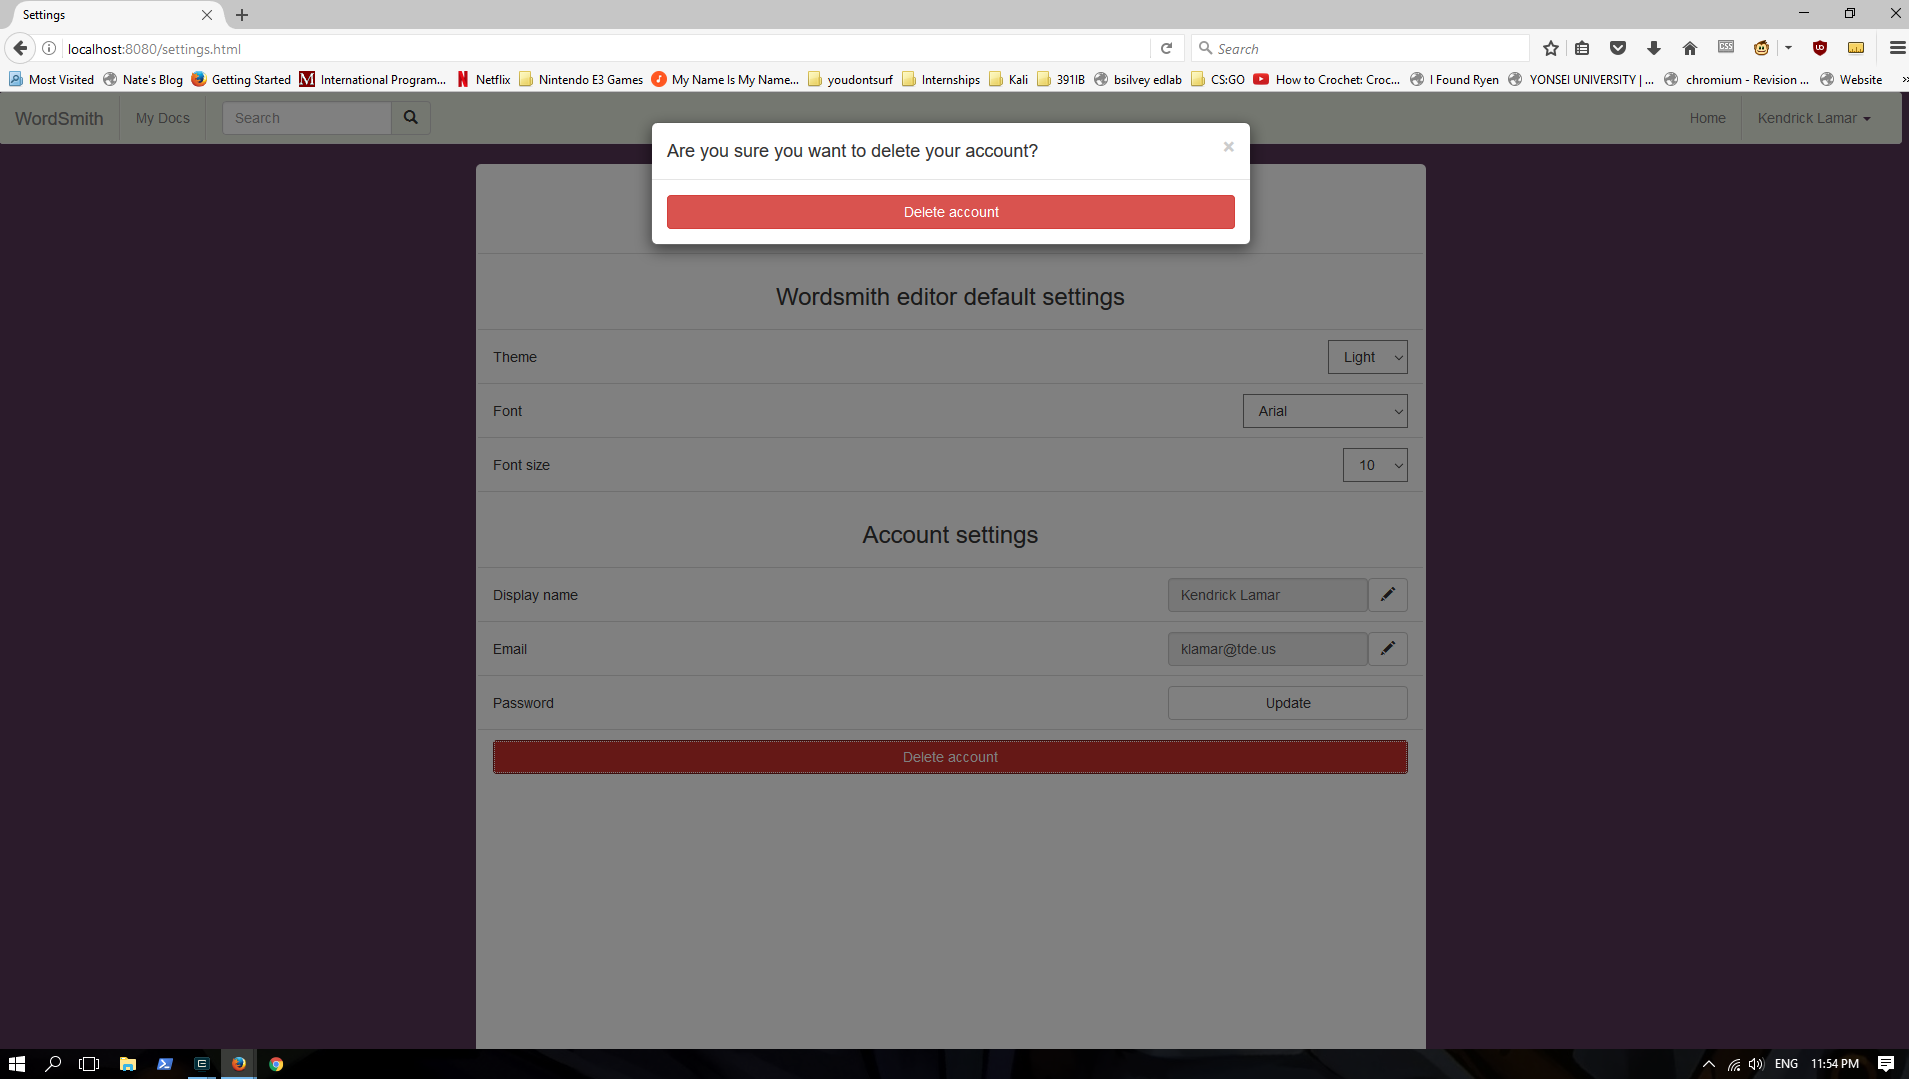 Settings
localhost:8080/settings.html
Search
Most Visited Nate's Blog Getting Started International Program... Netflix Nintendo E3 Games My Name Is My Name... youdontsurf Internships Kali 391IB bsilvey edlab CS:GO How to Crochet: Croc... I Found Ryen YONSEI UNIVERSITY | ... chromium - Revision ... Website
WordSmith My Docs Search Home Kendrick Lamar
Are you sure you want to delete your account? ×
Delete account
Wordsmith editor default settings
Theme Light
Font Arial
Font size 10
Account settings
Display name Kendrick Lamar
Email klamar@tde.us
Password Update
Delete account
ENG 11:54 PM